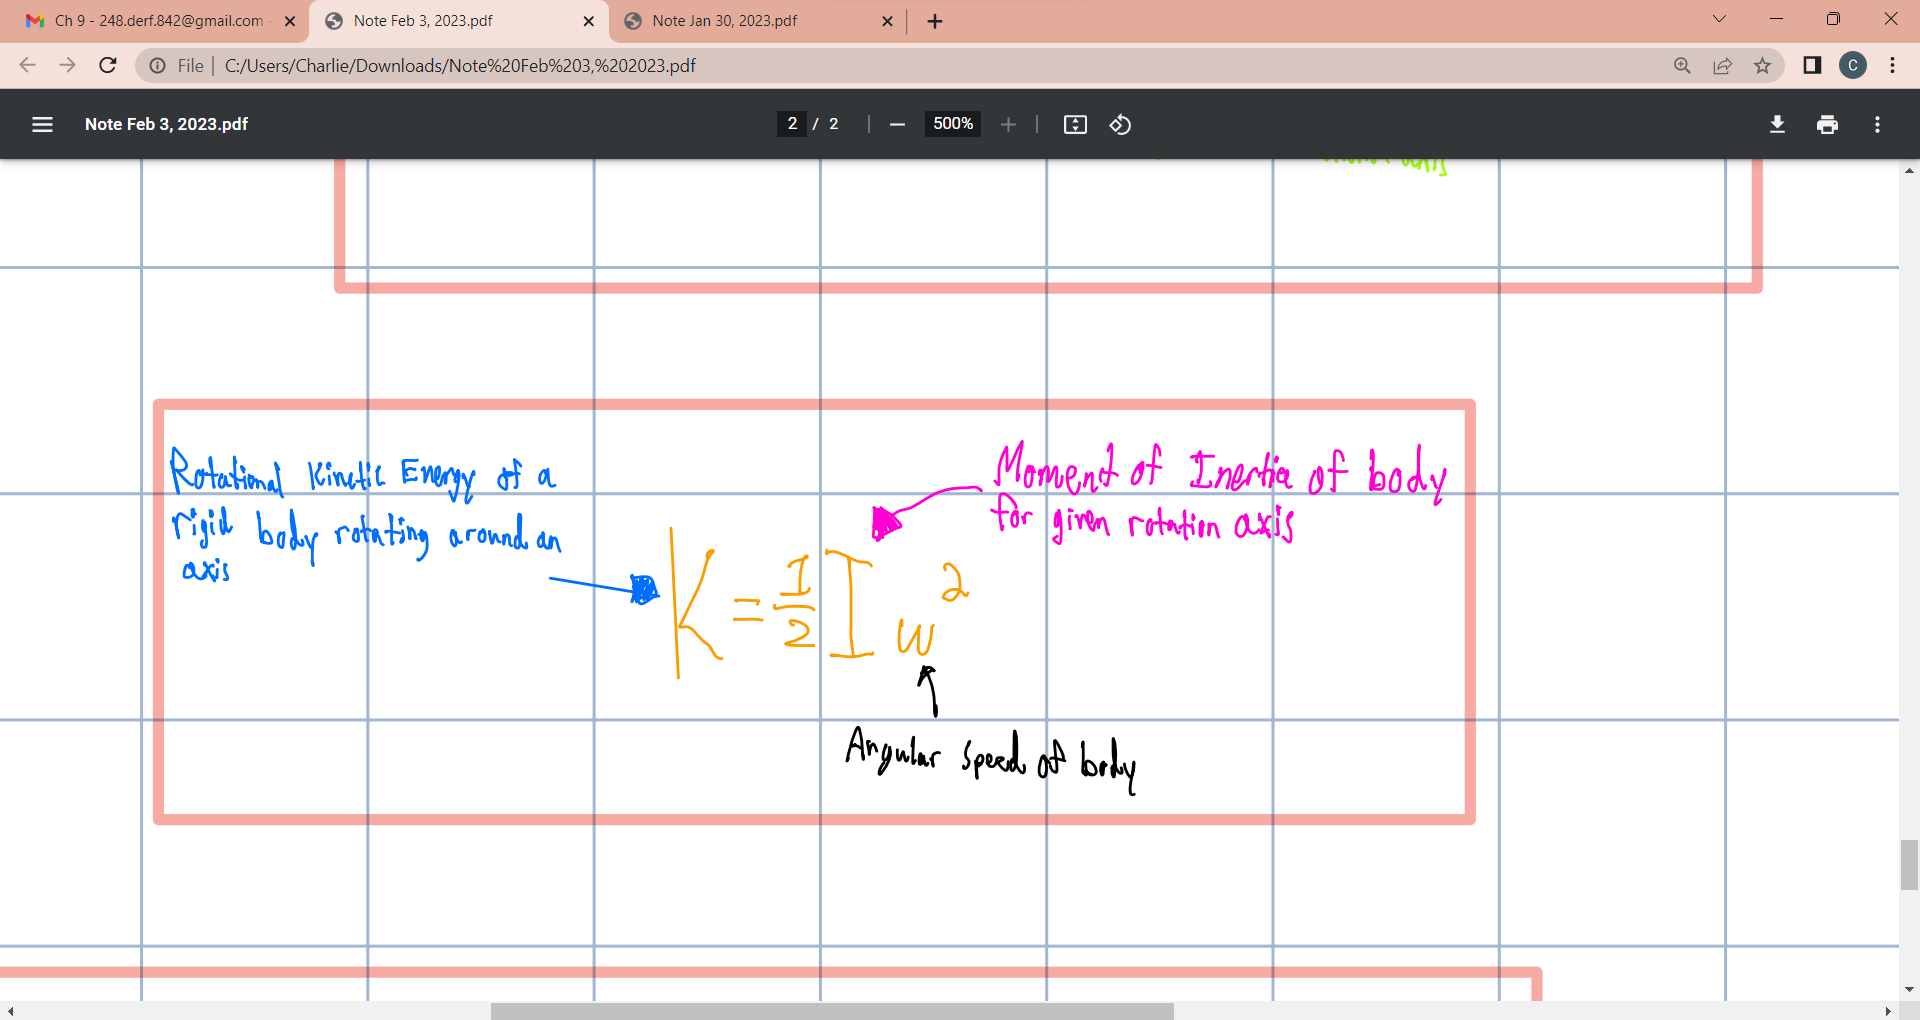 Ch 9 - 248.derf.842@gmail.com -
Note Feb 3, 2023.pdf
Note Jan 30, 2023.pdf
File
C:/Users/Charlie/Downloads/Note%20Feb%203,%202023.pdf
C
Note Feb 3, 2023.pdf
2 / 2
500%
Rotational Kinetic Energy of a
rigid body rotating around an
axis
Moment of Inertia of body
for given rotation axis
K = 1/2 I w²
Angular speed of body